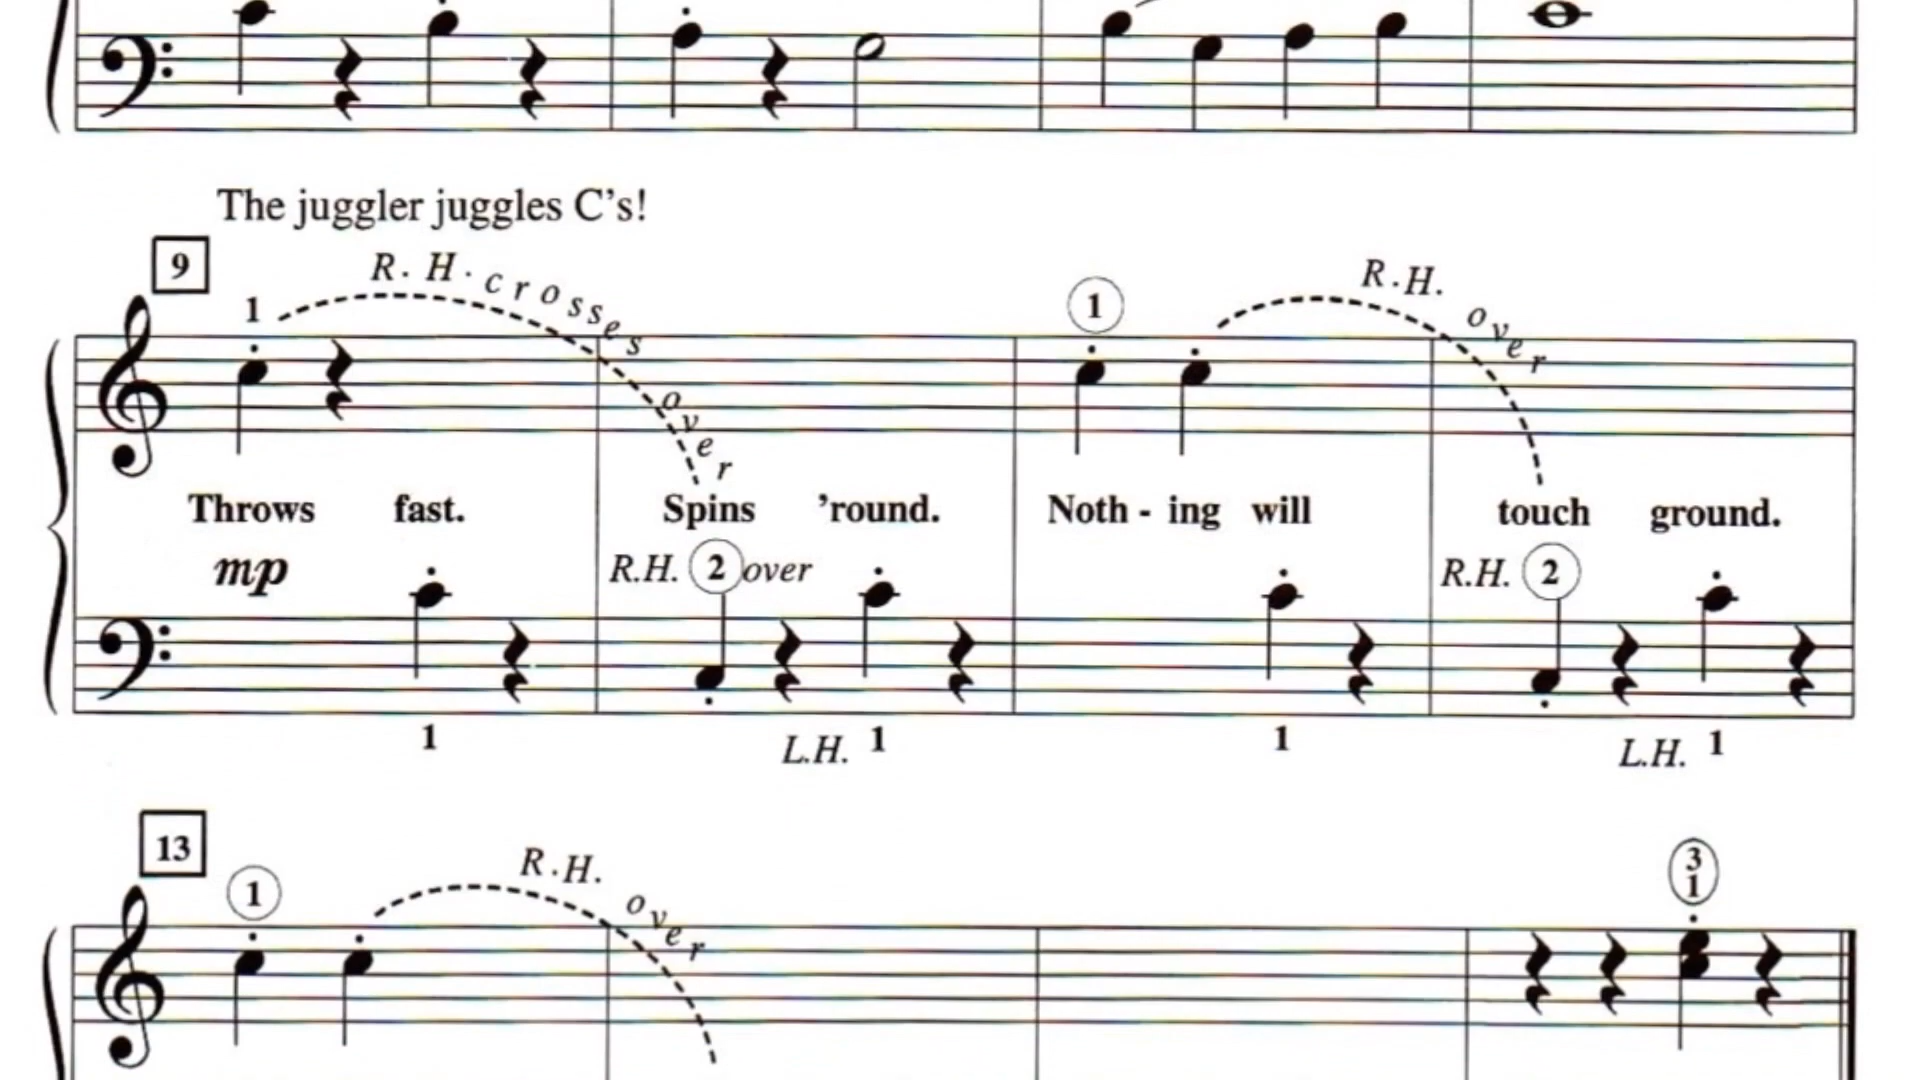 The juggler juggles C's!
9
R.H. crosses over
R.H. over
1
1
Throws fast. Spins 'round. Noth - ing will touch ground.
mp
R.H. 2 over
R.H. 2
1
L.H. 1
1
L.H. 1
13
R.H. over
1
3
1